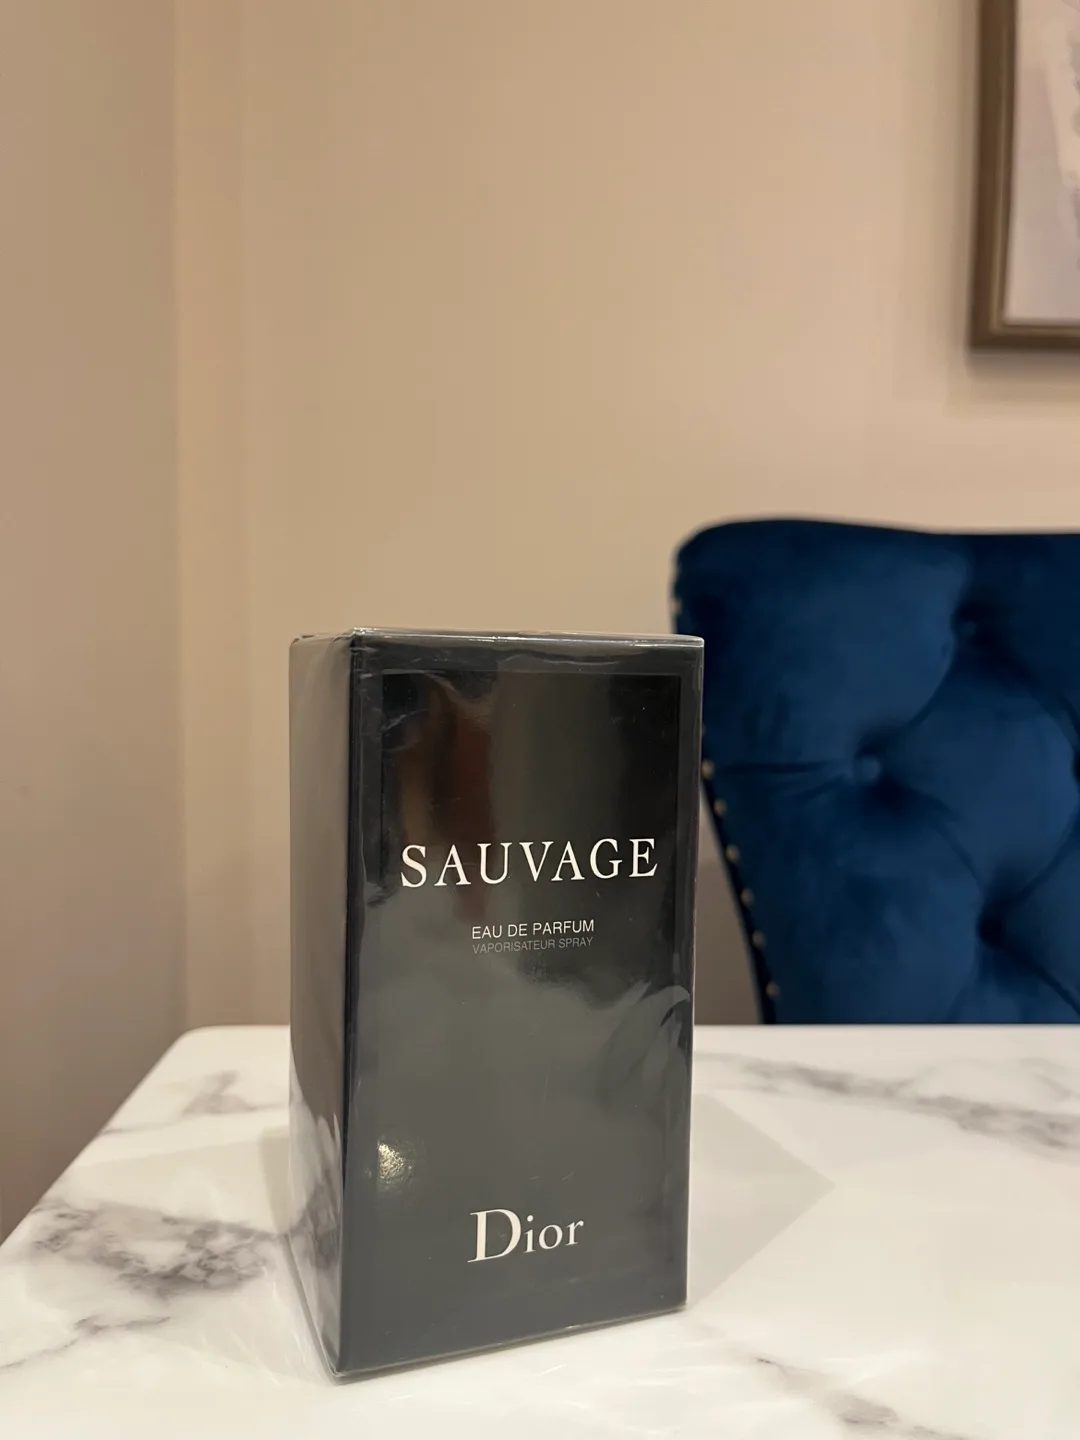 SAUVAGE
EAU DE PARFUM
VAPORISATEUR SPRAY
Dior